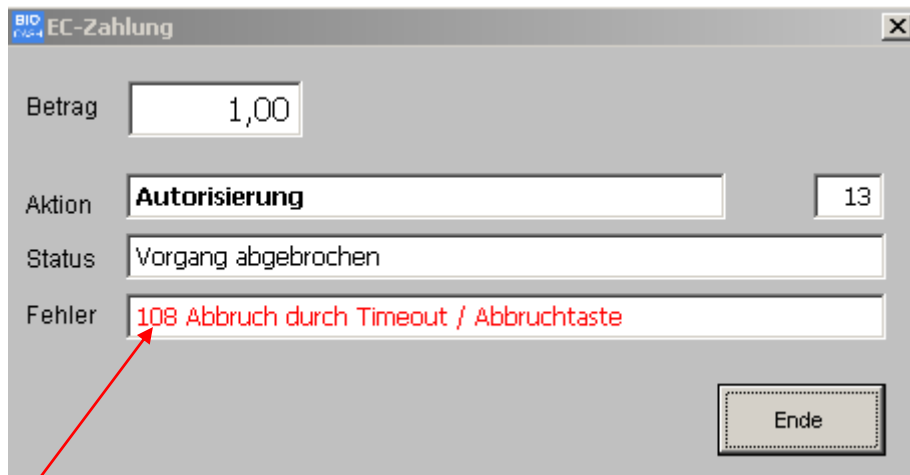 BIO CASH EC-Zahlung
Betrag 1,00
Aktion Autorisierung 13
Status Vorgang abgebrochen
Fehler 108 Abbruch durch Timeout / Abbruchtaste
Ende